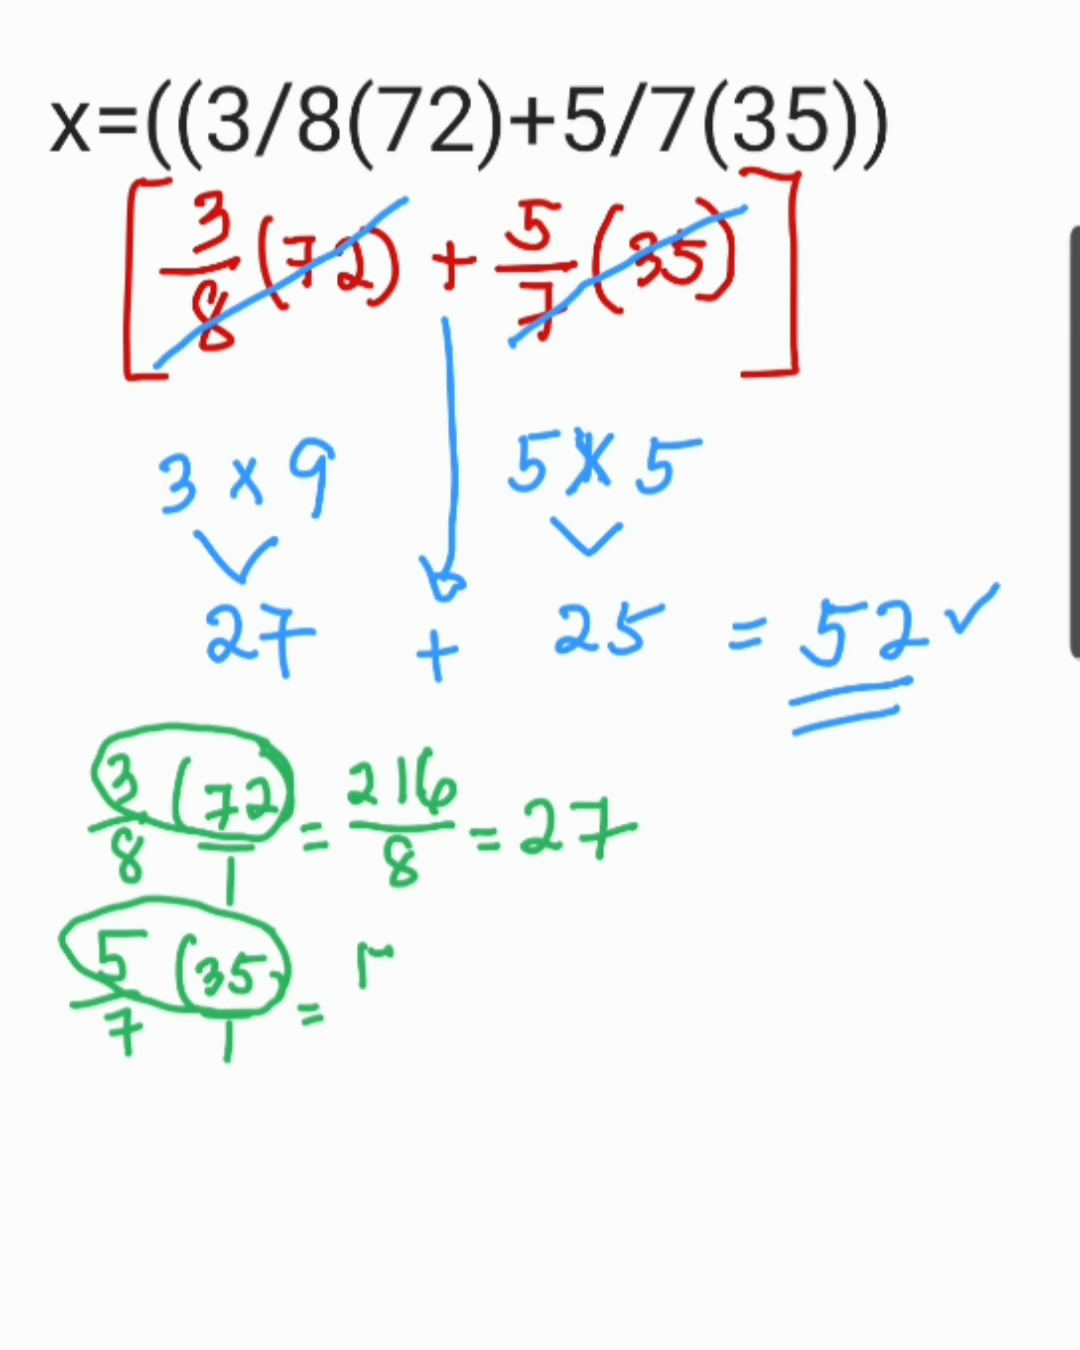 x=((3/8(72)+5/7(35))
[3/8 (72) + 5/7 (35)]
3 x 9 5 x 5
27 + 25 = 52 ✓
3/8 (72)/1 = 216/8 = 27
5/7 (35)/1 =